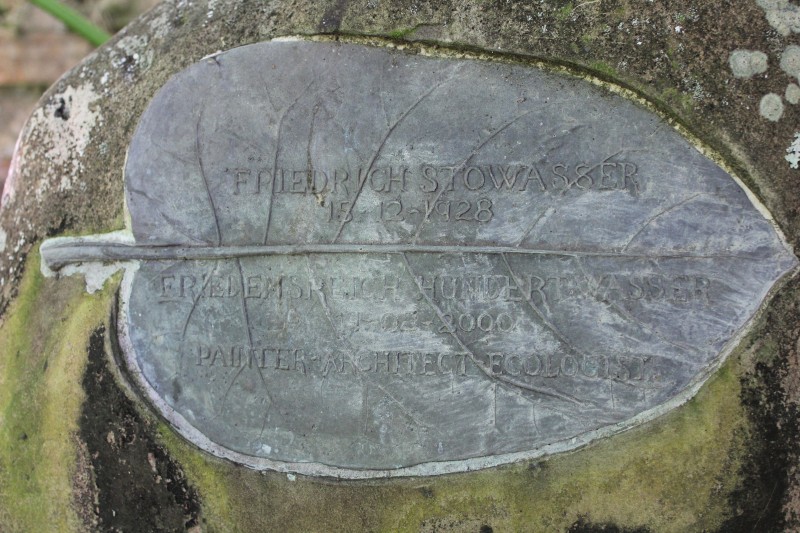 FRIEDRICH STOWASSER
15-12-1928
FRIEDENSREICH HUNDERTWASSER
-02-2000
PAINTER-ARCHITECT-ECOLOGIST